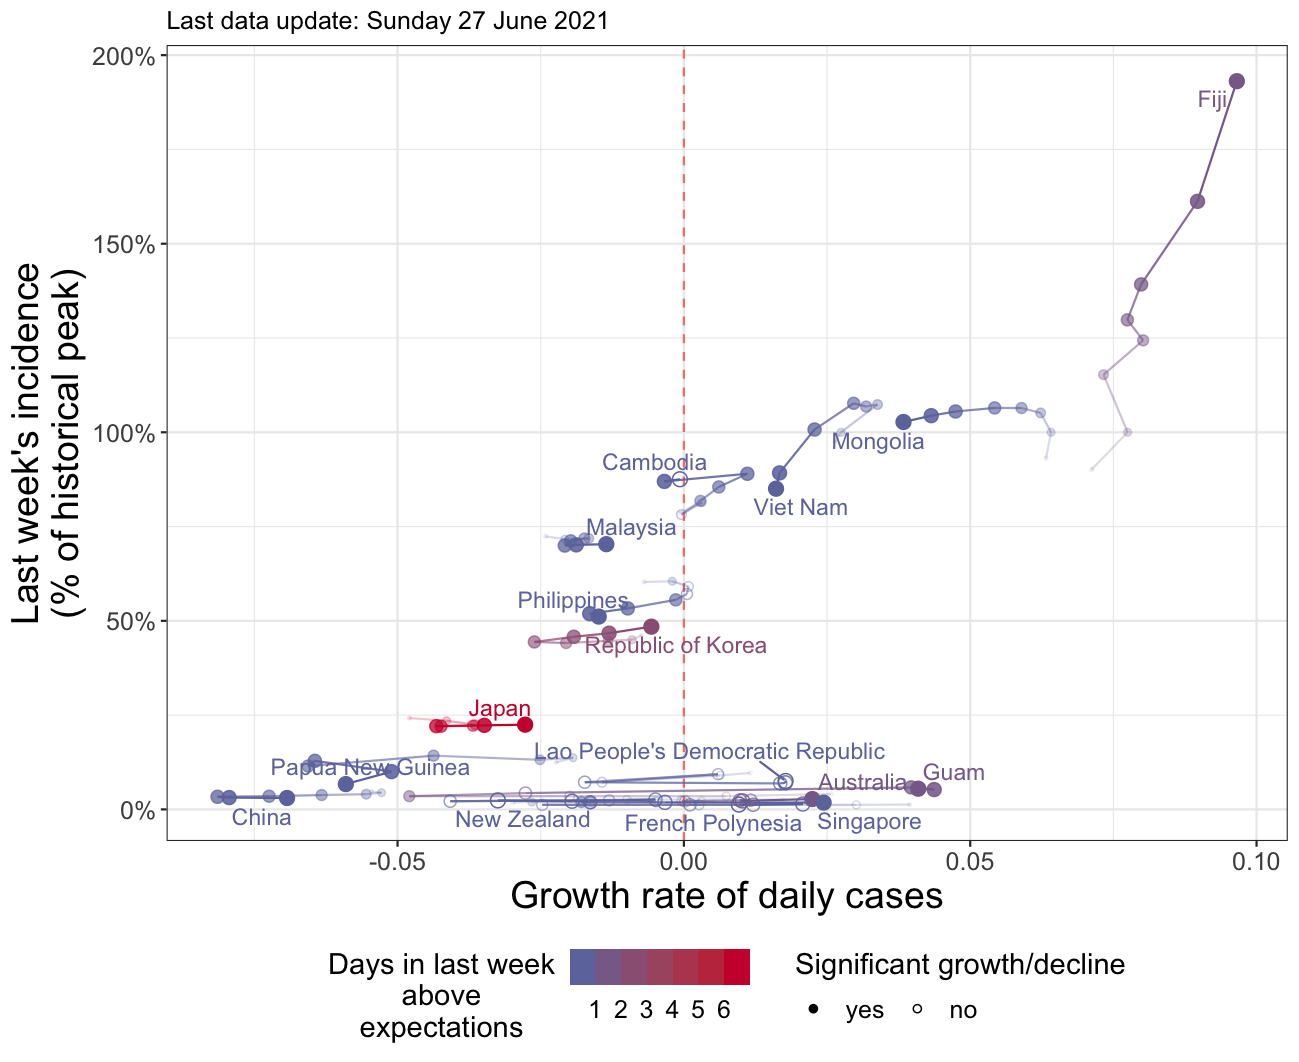 Last data update: Sunday 27 June 2021
200%
150%
100%
50%
0%
Last week's incidence
(% of historical peak)
Fiji
Mongolia
Cambodia
Viet Nam
Malaysia
Philippines
Republic of Korea
Japan
Lao People's Democratic Republic
Papua New Guinea
Guam
Australia
China
New Zealand
French Polynesia
Singapore
-0.05
0.00
0.05
0.10
Growth rate of daily cases
Days in last week
above
expectations
1 2 3 4 5 6
Significant growth/decline
yes
no